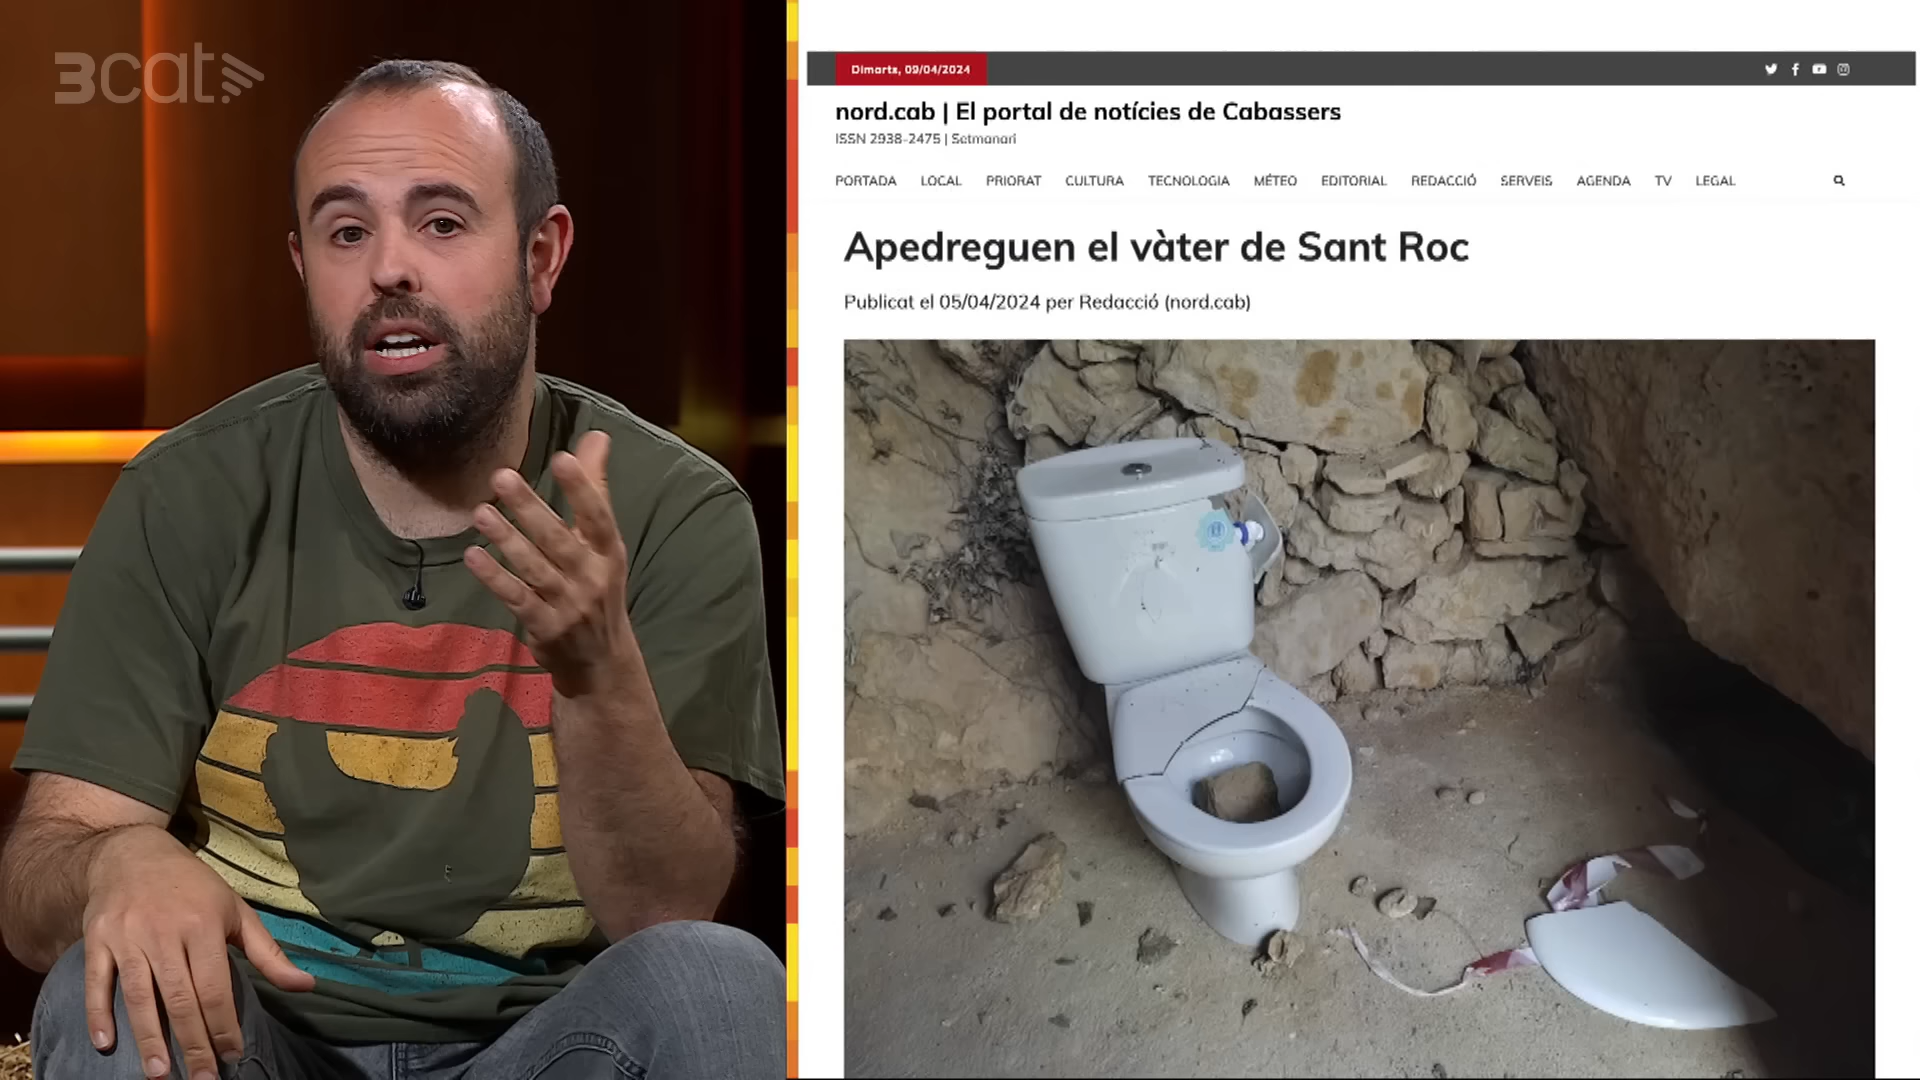 3cat
Dimarts, 09/04/2024
nord.cab | El portal de notícies de Cabassers
ISSN 2938-2475 | Setmanari
PORTADA LOCAL PRIORAT CULTURA TECNOLOGIA MÉTEO EDITORIAL REDACCIÓ SERVEIS AGENDA TV LEGAL
Apedreguen el vàter de Sant Roc
Publicat el 05/04/2024 per Redacció (nord.cab)